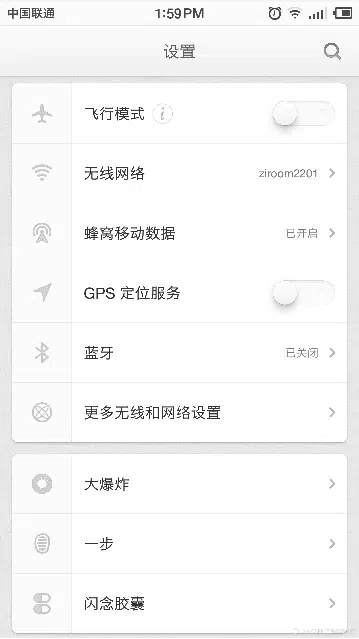 中国联通 1:59PM
设置
飞行模式 i
无线网络 ziroom2201
蜂窝移动数据 已开启
GPS 定位服务
蓝牙 已关闭
更多无线和网络设置
大爆炸
一步
闪念胶囊